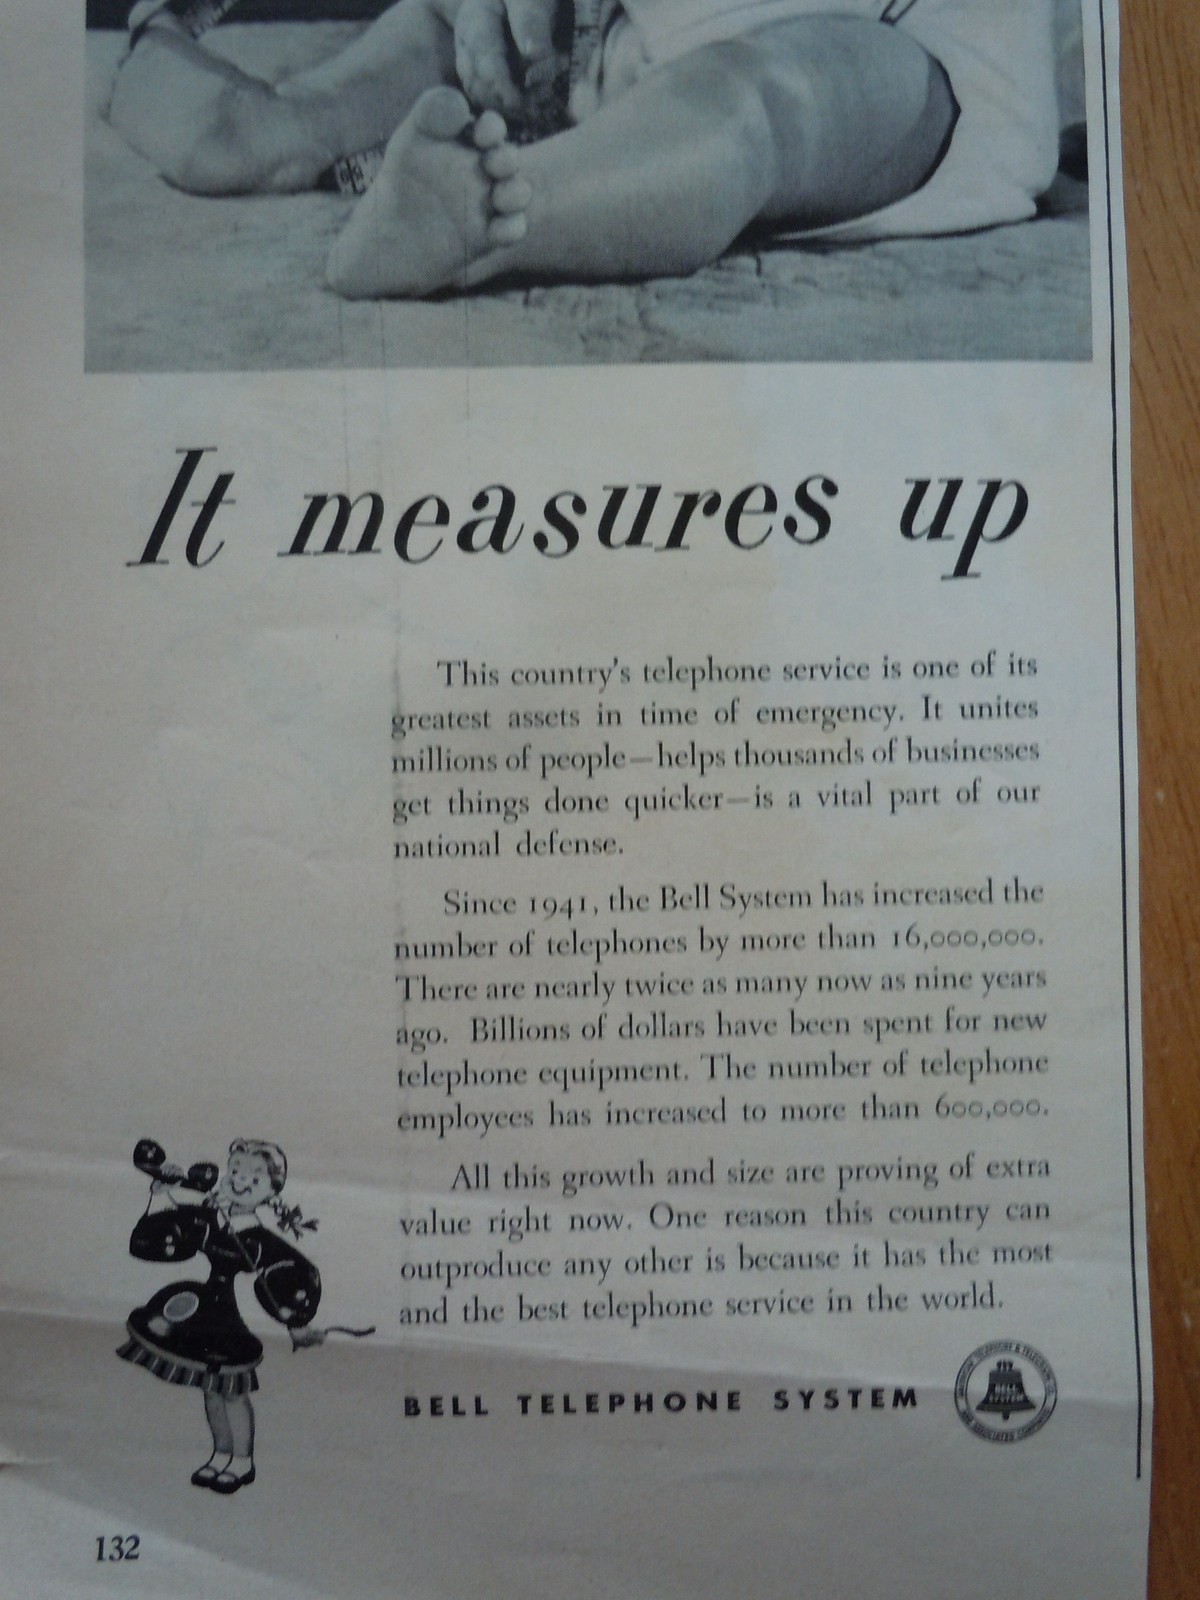 It measures up
This country's telephone service is one of its
greatest assets in time of emergency. It unites
millions of people—helps thousands of businesses
get things done quicker—is a vital part of our
national defense.
Since 1941, the Bell System has increased the
number of telephones by more than 16,000,000.
There are nearly twice as many now as nine years
ago. Billions of dollars have been spent for new
telephone equipment. The number of telephone
employees has increased to more than 600,000.
All this growth and size are proving of extra
value right now. One reason this country can
outproduce any other is because it has the most
and the best telephone service in the world.
BELL TELEPHONE SYSTEM
BELL
SYSTEM
132